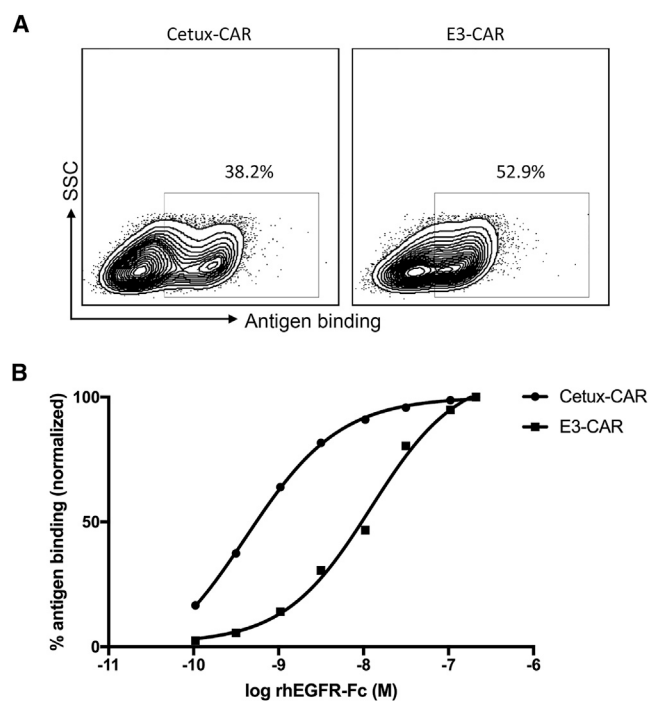 A
Cetux-CAR
E3-CAR
SSC
38.2%
52.9%
Antigen binding
B
% antigen binding (normalized)
100
50
0
-11
-10
-9
-8
-7
-6
log rhEGFR-Fc (M)
Cetux-CAR
E3-CAR